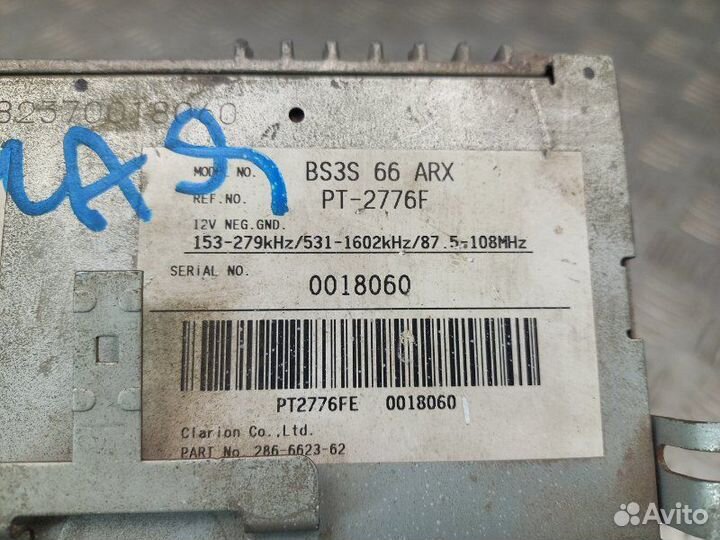 MODEL NO. BS3S 66 ARX
REF.NO. PT-2776F
12V NEG.GND.
153-279kHz/531-1602kHz/87.5-108MHz
SERIAL NO. 0018060
PT2776FE 0018060
Clarion Co.,Ltd.
PART No. 286-6623-62
Avito